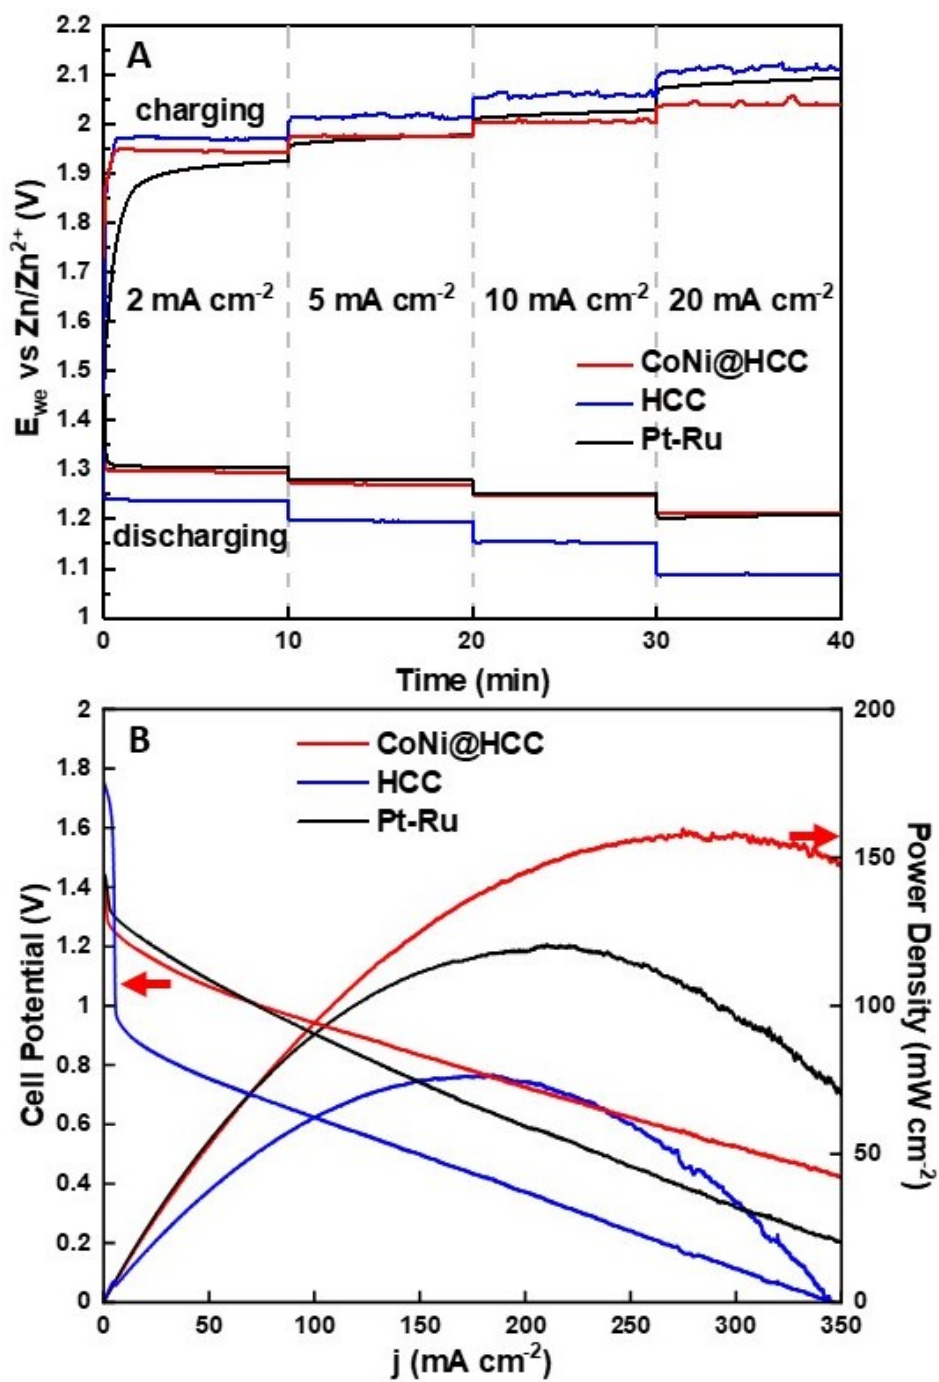 A
2.2
2.1
2
1.9
1.8
1.7
1.6
1.5
1.4
1.3
1.2
1.1
1
E_we vs Zn/Zn²⁺ (V)
charging
2 mA cm⁻² 5 mA cm⁻² 10 mA cm⁻² 20 mA cm⁻²
CoNi@HCC
HCC
Pt-Ru
discharging
0 10 20 30 40
Time (min)
B
2
1.8
1.6
1.4
1.2
1
0.8
0.6
0.4
0.2
0
Cell Potential (V)
CoNi@HCC
HCC
Pt-Ru
200
150
100
50
0
Power Density (mW cm⁻²)
0 50 100 150 200 250 300 350
j (mA cm⁻²)